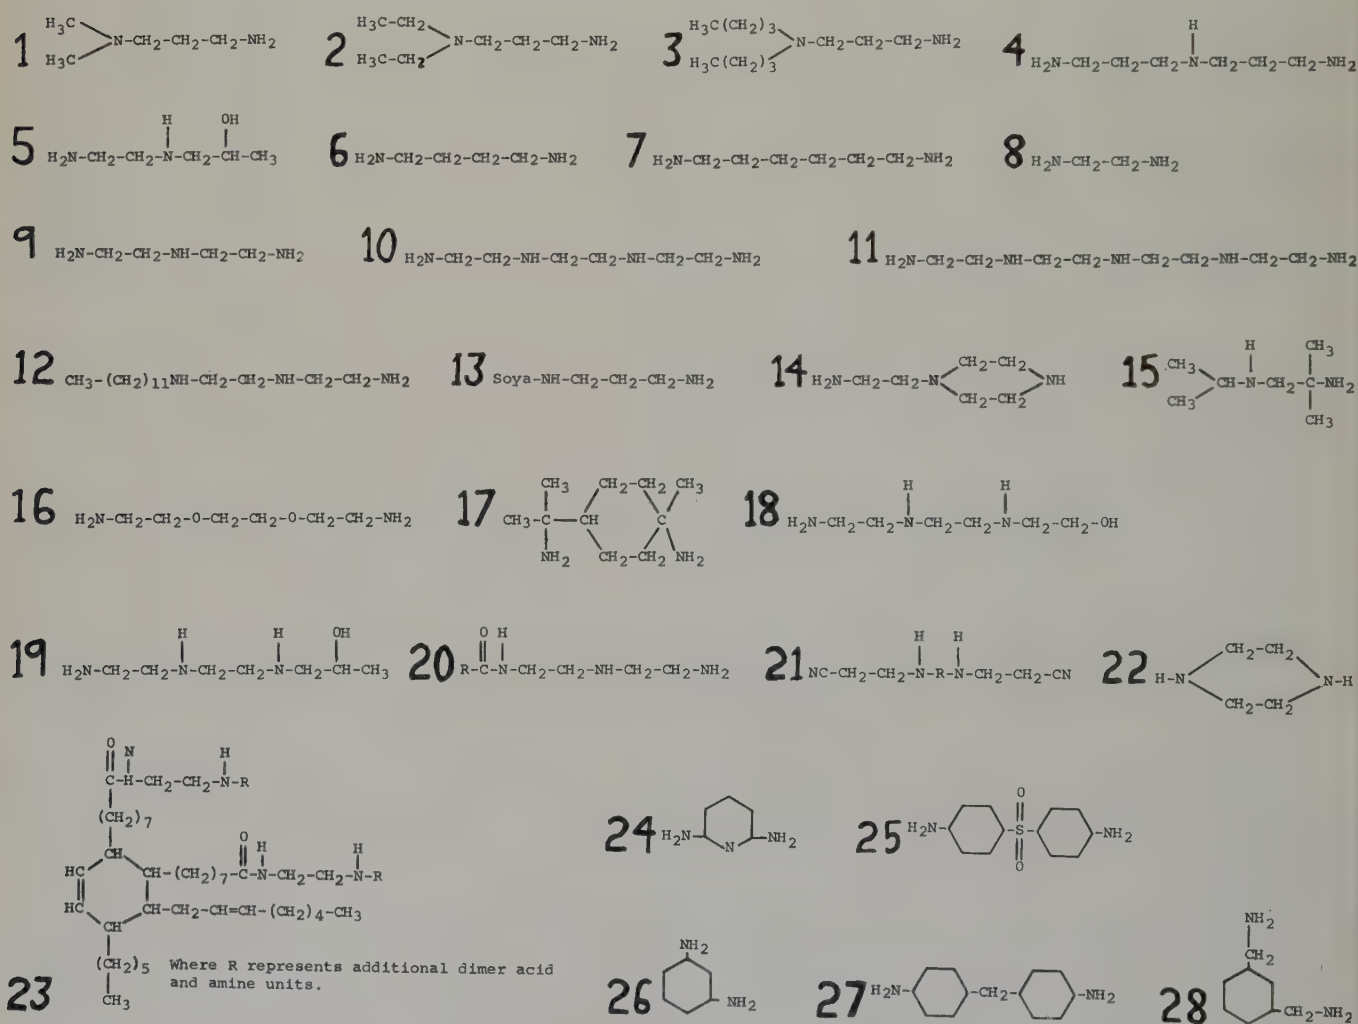 1 H3C H3C N-CH2-CH2-CH2-NH2
2 H3C-CH2 H3C-CH2 N-CH2-CH2-CH2-NH2
3 H3C(CH2)3 H3C(CH2)3 N-CH2-CH2-CH2-NH2
4 H2N-CH2-CH2-CH2-N-CH2-CH2-CH2-NH2 H
5 H2N-CH2-CH2-N-CH2-CH-CH3 H OH
6 H2N-CH2-CH2-CH2-CH2-NH2
7 H2N-CH2-CH2-CH2-CH2-CH2-CH2-NH2
8 H2N-CH2-CH2-NH2
9 H2N-CH2-CH2-NH-CH2-CH2-NH2
10 H2N-CH2-CH2-NH-CH2-CH2-NH-CH2-CH2-NH2
11 H2N-CH2-CH2-NH-CH2-CH2-NH-CH2-CH2-NH-CH2-CH2-NH2
12 CH3-(CH2)11NH-CH2-CH2-NH-CH2-CH2-NH2
13 Soya-NH-CH2-CH2-CH2-NH2
14 H2N-CH2-CH2-N CH2-CH2 CH2-CH2 NH
15 CH3 CH3 CH-N-CH2-C-NH2 H CH3 CH3
16 H2N-CH2-CH2-O-CH2-CH2-O-CH2-CH2-NH2
17 CH3 CH3-C-CH NH2 CH2-CH2 CH2-CH2 C CH3 NH2
18 H2N-CH2-CH2-N-CH2-CH2-N-CH2-CH2-OH H H
19 H2N-CH2-CH2-N-CH2-CH2-N-CH2-CH-CH3 H H OH
20 R-C-N-CH2-CH2-NH-CH2-CH2-NH2 O H
21 NC-CH2-CH2-N-R-N-CH2-CH2-CN H H
22 H-N CH2-CH2 CH2-CH2 N-H
23 O N H
C-H-CH2-CH2-N-R
(CH2)7
O H H
CH
HC CH-(CH2)7-C-N-CH2-CH2-N-R
HC CH-CH2-CH=CH-(CH2)4-CH3
CH
(CH2)5
CH3
Where R represents additional dimer acid
and amine units.
24 H2N N NH2
25 H2N O S O NH2
26 NH2 NH2
27 H2N -CH2- NH2
28 NH2 CH2 CH2-NH2